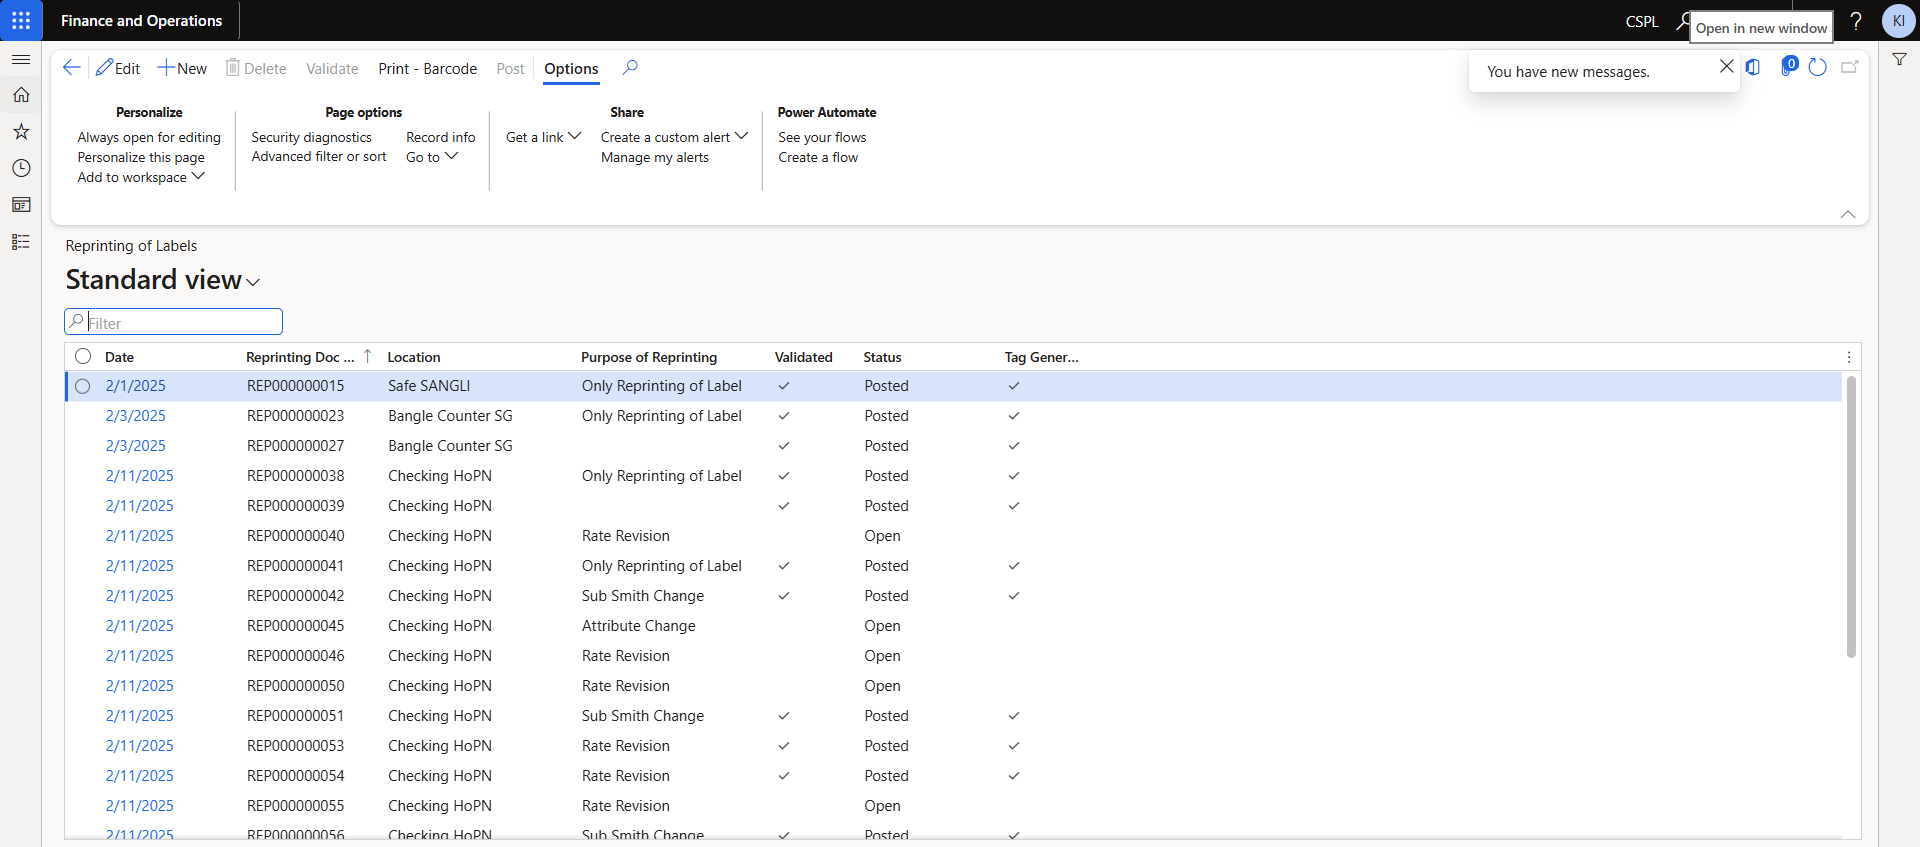 Finance and Operations
CSPL
Open in new window
?
KI
Edit
New
Delete
Validate
Print - Barcode
Post
Options
You have new messages.
0
Personalize
Always open for editing
Personalize this page
Add to workspace
Page options
Security diagnostics
Record info
Advanced filter or sort
Go to
Share
Get a link
Create a custom alert
Manage my alerts
Power Automate
See your flows
Create a flow
Reprinting of Labels
Standard view
Filter
Date Reprinting Doc ... Location Purpose of Reprinting Validated Status Tag Gener...
2/1/2025 REP000000015 Safe SANGLI Only Reprinting of Label Posted
2/3/2025 REP000000023 Bangle Counter SG Only Reprinting of Label Posted
2/3/2025 REP000000027 Bangle Counter SG Posted
2/11/2025 REP000000038 Checking HoPN Only Reprinting of Label Posted
2/11/2025 REP000000039 Checking HoPN Posted
2/11/2025 REP000000040 Checking HoPN Rate Revision Open
2/11/2025 REP000000041 Checking HoPN Only Reprinting of Label Posted
2/11/2025 REP000000042 Checking HoPN Sub Smith Change Posted
2/11/2025 REP000000045 Checking HoPN Attribute Change Open
2/11/2025 REP000000046 Checking HoPN Rate Revision Open
2/11/2025 REP000000050 Checking HoPN Rate Revision Open
2/11/2025 REP000000051 Checking HoPN Sub Smith Change Posted
2/11/2025 REP000000053 Checking HoPN Rate Revision Posted
2/11/2025 REP000000054 Checking HoPN Rate Revision Posted
2/11/2025 REP000000055 Checking HoPN Rate Revision Open
2/11/2025 REP000000056 Checking HoPN Sub Smith Change Posted